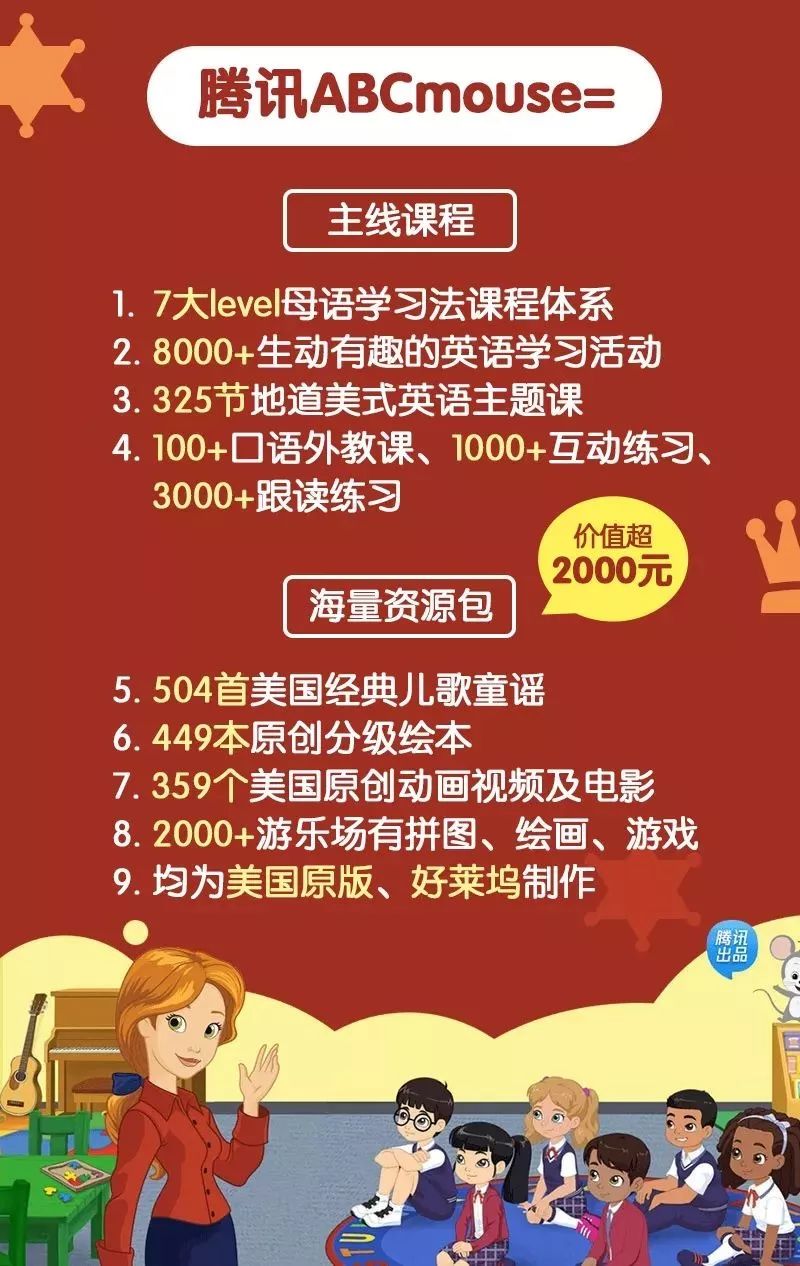 腾讯ABCmouse=
主线课程
1. 7大level母语学习法课程体系
2. 8000+生动有趣的英语学习活动
3. 325节地道美式英语主题课
4. 100+口语外教课、1000+互动练习、
3000+跟读练习
价值超
2000元
海量资源包
5. 504首美国经典儿歌童谣
6. 449本原创分级绘本
7. 359个美国原创动画视频及电影
8. 2000+游乐场有拼图、绘画、游戏
9. 均为美国原版、好莱坞制作
腾讯
出品